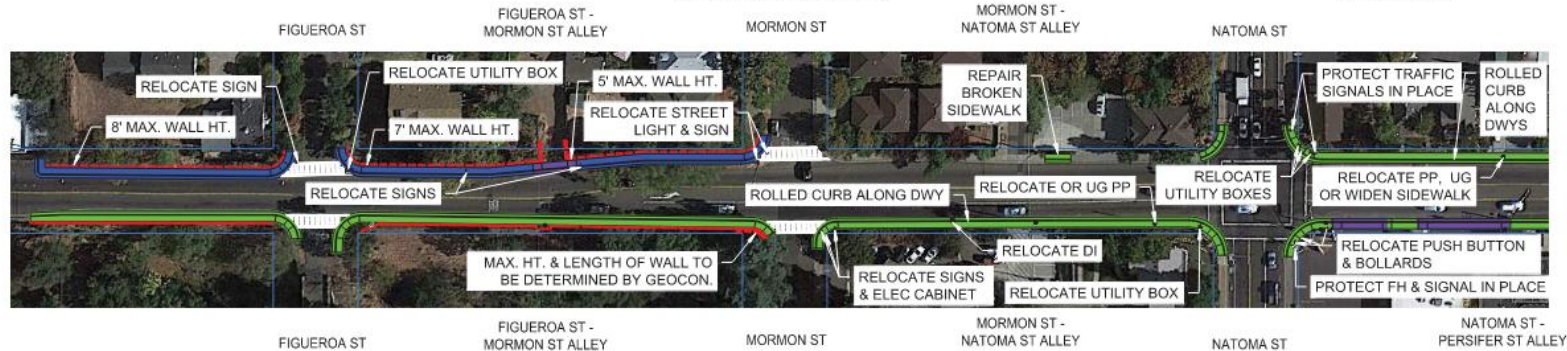 FIGUEROA ST
FIGUEROA ST -
MORMON ST ALLEY
MORMON ST
MORMON ST -
NATOMA ST ALLEY
NATOMA ST
RELOCATE SIGN
RELOCATE UTILITY BOX
5' MAX. WALL HT.
REPAIR
BROKEN
SIDEWALK
PROTECT TRAFFIC
SIGNALS IN PLACE
ROLLED
CURB
ALONG
DWYS
8' MAX. WALL HT.
7' MAX. WALL HT.
RELOCATE STREET
LIGHT & SIGN
RELOCATE SIGNS
ROLLED CURB ALONG DWY
RELOCATE OR UG PP
RELOCATE
UTILITY BOXES
RELOCATE PP, UG
OR WIDEN SIDEWALK
MAX. HT. & LENGTH OF WALL TO
BE DETERMINED BY GEOCON.
RELOCATE SIGNS
& ELEC CABINET
RELOCATE DI
RELOCATE UTILITY BOX
RELOCATE PUSH BUTTON
& BOLLARDS
PROTECT FH & SIGNAL IN PLACE
FIGUEROA ST
FIGUEROA ST -
MORMON ST ALLEY
MORMON ST
MORMON ST -
NATOMA ST ALLEY
NATOMA ST
NATOMA ST -
PERSIFER ST ALLEY